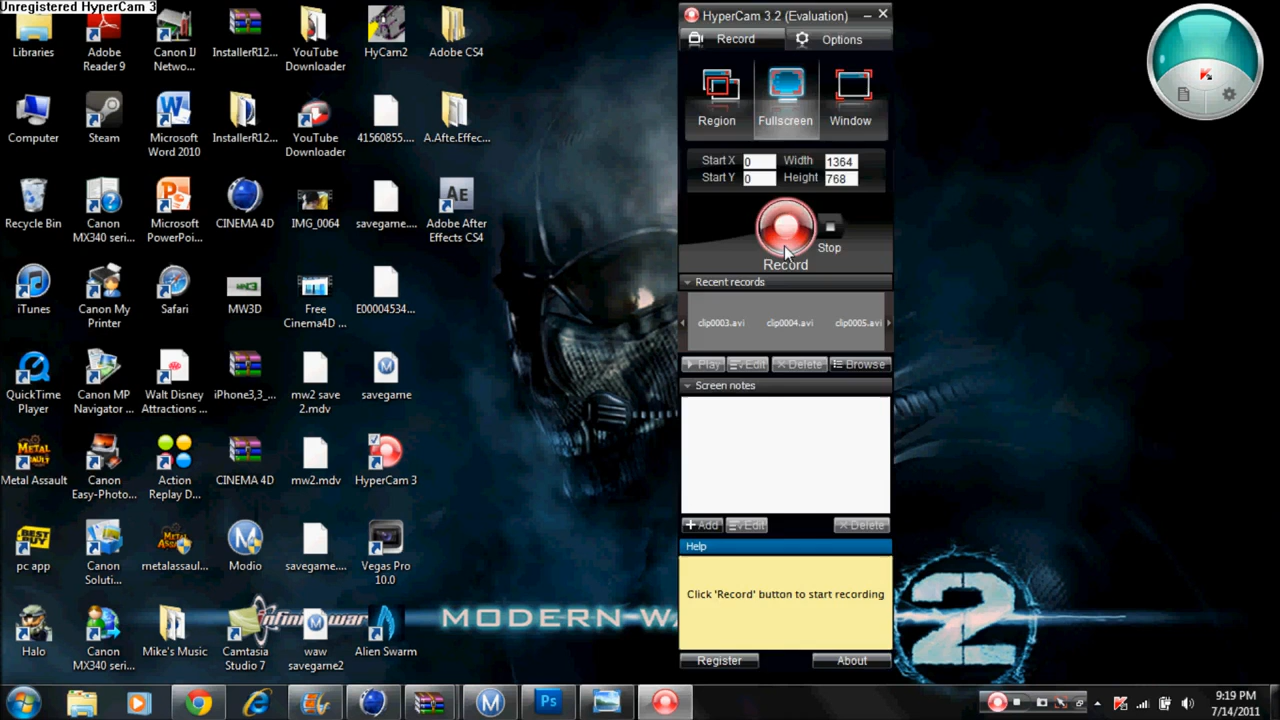 Unregistered HyperCam 3
Libraries
Adobe
Reader 9
Canon IJ
Netwo...
InstallerR12...
YouTube
Downloader
HyCam2
Adobe CS4
Computer
Steam
Microsoft
Word 2010
InstallerR12...
YouTube
Downloader
41560855....
A.Afte.Effec...
Recycle Bin
Canon
MX340 seri...
Microsoft
PowerPoi...
CINEMA 4D
IMG_0064
savegame....
Adobe After
Effects CS4
iTunes
Canon My
Printer
Safari
MW3D
Free
Cinema4D ...
E00004534...
QuickTime
Player
Canon MP
Navigator ...
Walt Disney
Attractions ...
iPhone3,3_...
mw2 save
2.mdv
savegame
Metal Assault
Canon
Easy-Photo...
Action
Replay D...
CINEMA 4D
mw2.mdv
HyperCam 3
pc app
Canon
Soluti...
metalassaul...
Modio
savegame....
Vegas Pro
10.0
Halo
Canon
MX340 seri...
Mike's Music
Camtasia
Studio 7
waw
savegame2
Alien Swarm
HyperCam 3.2 (Evaluation)
Record
Options
Region
Fullscreen
Window
Start X 0 Width 1364
Start Y 0 Height 768
Stop
Record
Recent records
clip0003.avi clip0004.avi clip0005.avi
Play Edit Delete Browse
Screen notes
Add Edit Delete
Help
Click 'Record' button to start recording
Register About
MODERN-WA
2
Ps
9:19 PM
7/14/2011